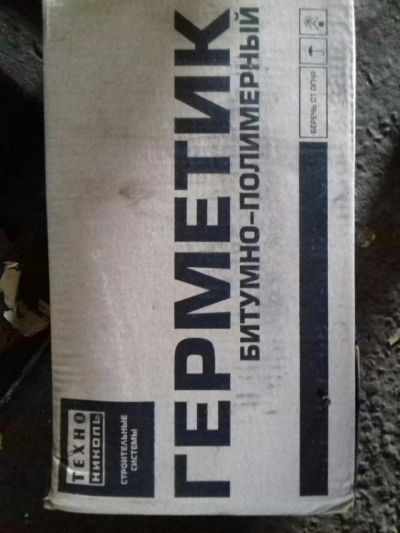 ТЕХНО
НИКОЛЬ
СТРОИТЕЛЬНЫЕ
СИСТЕМЫ
ГЕРМЕТИК
БИТУМНО-ПОЛИМЕРНЫЙ
БЕРЕЧЬ ОТ ОГНЯ